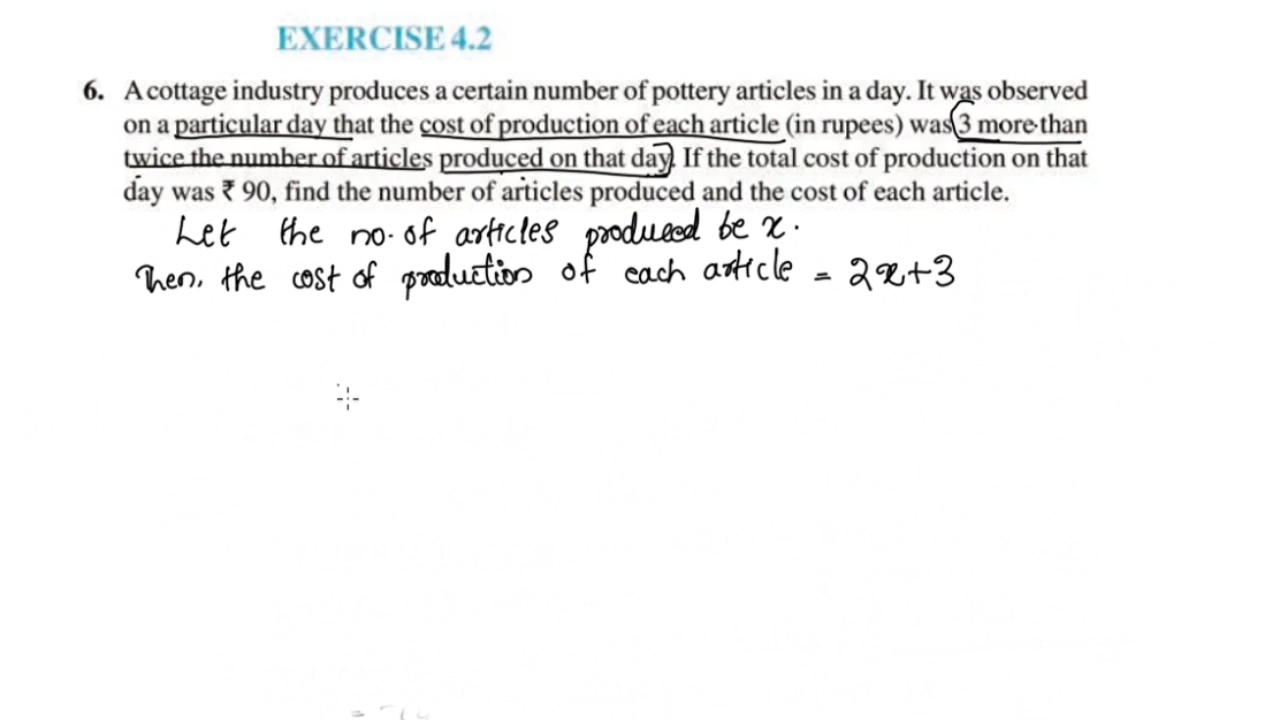 EXERCISE 4.2
6. A cottage industry produces a certain number of pottery articles in a day. It was observed
on a particular day that the cost of production of each article (in rupees) was 3 more than
twice the number of articles produced on that day. If the total cost of production on that
day was ₹ 90, find the number of articles produced and the cost of each article.
Let the no. of articles produced be x.
Then, the cost of production of each article = 2x+3